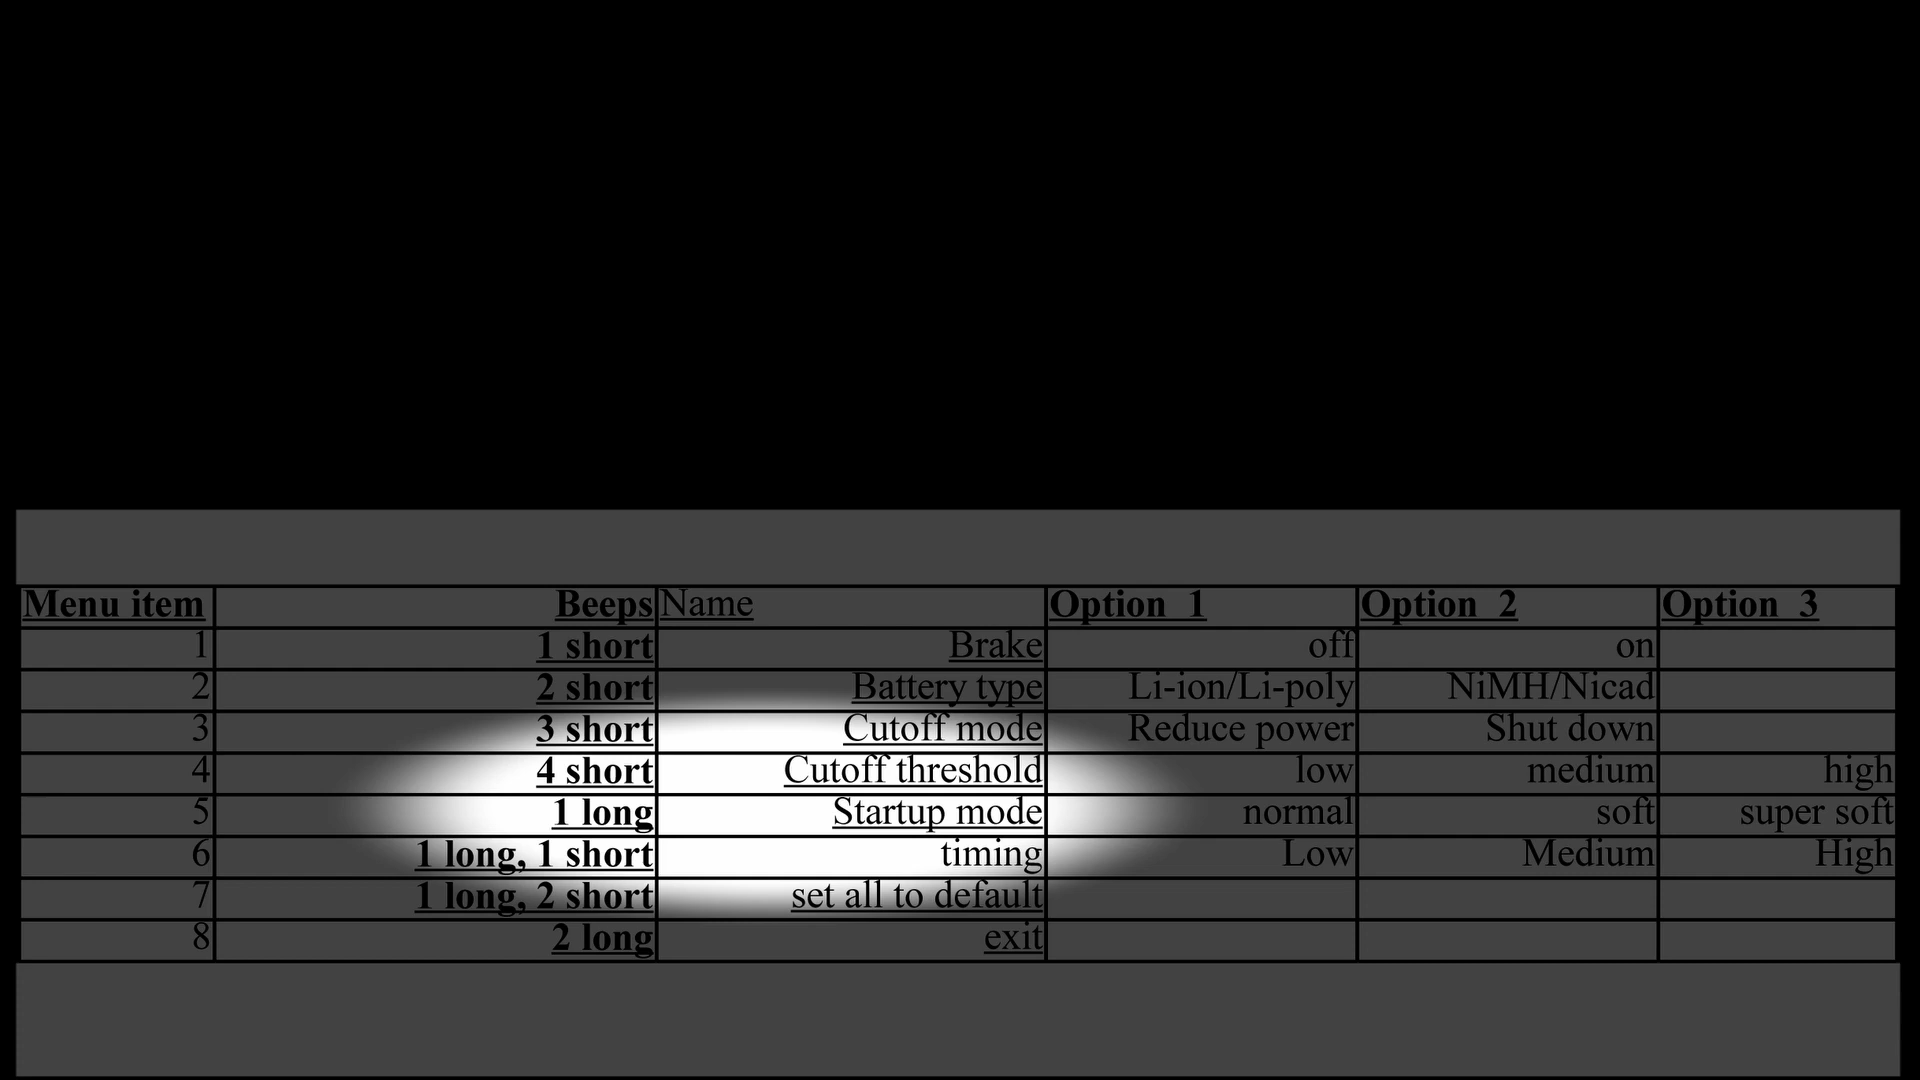 Menu item Beeps Name Option 1 Option 2 Option 3
1 1 short Brake off on
2 2 short Battery type Li-ion/Li-poly NiMH/Nicad
3 3 short Cutoff mode Reduce power Shut down
4 4 short Cutoff threshold low medium high
5 1 long Startup mode normal soft super soft
6 1 long, 1 short timing Low Medium High
7 1 long, 2 short set all to default
8 2 long exit